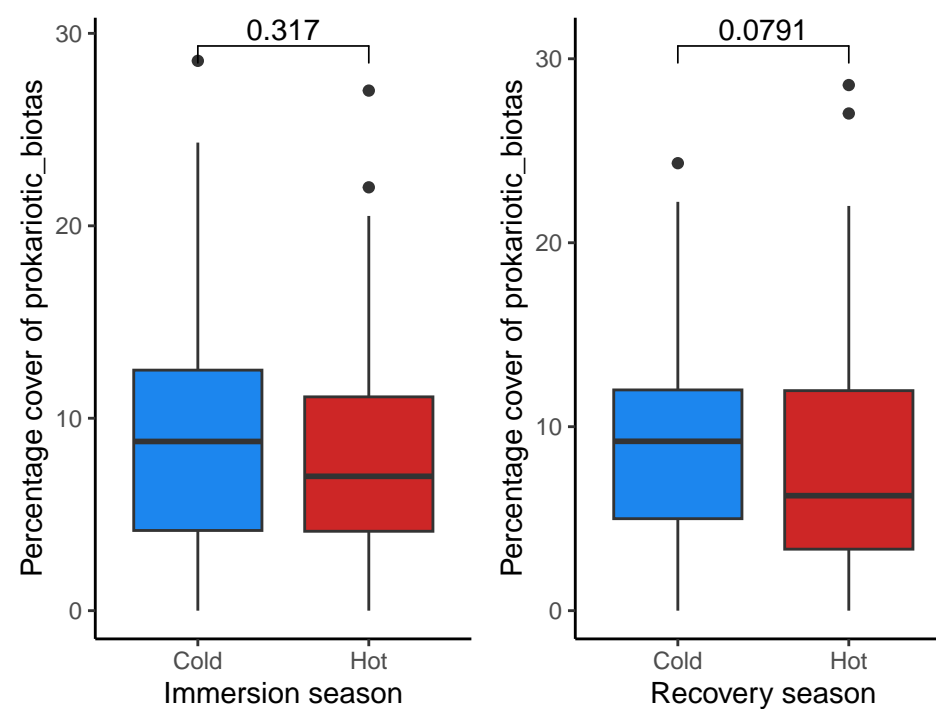 0.317
Percentage cover of prokariotic_biotas
30
20
10
0
Cold Hot
Immersion season
0.0791
Percentage cover of prokariotic_biotas
30
20
10
0
Cold Hot
Recovery season